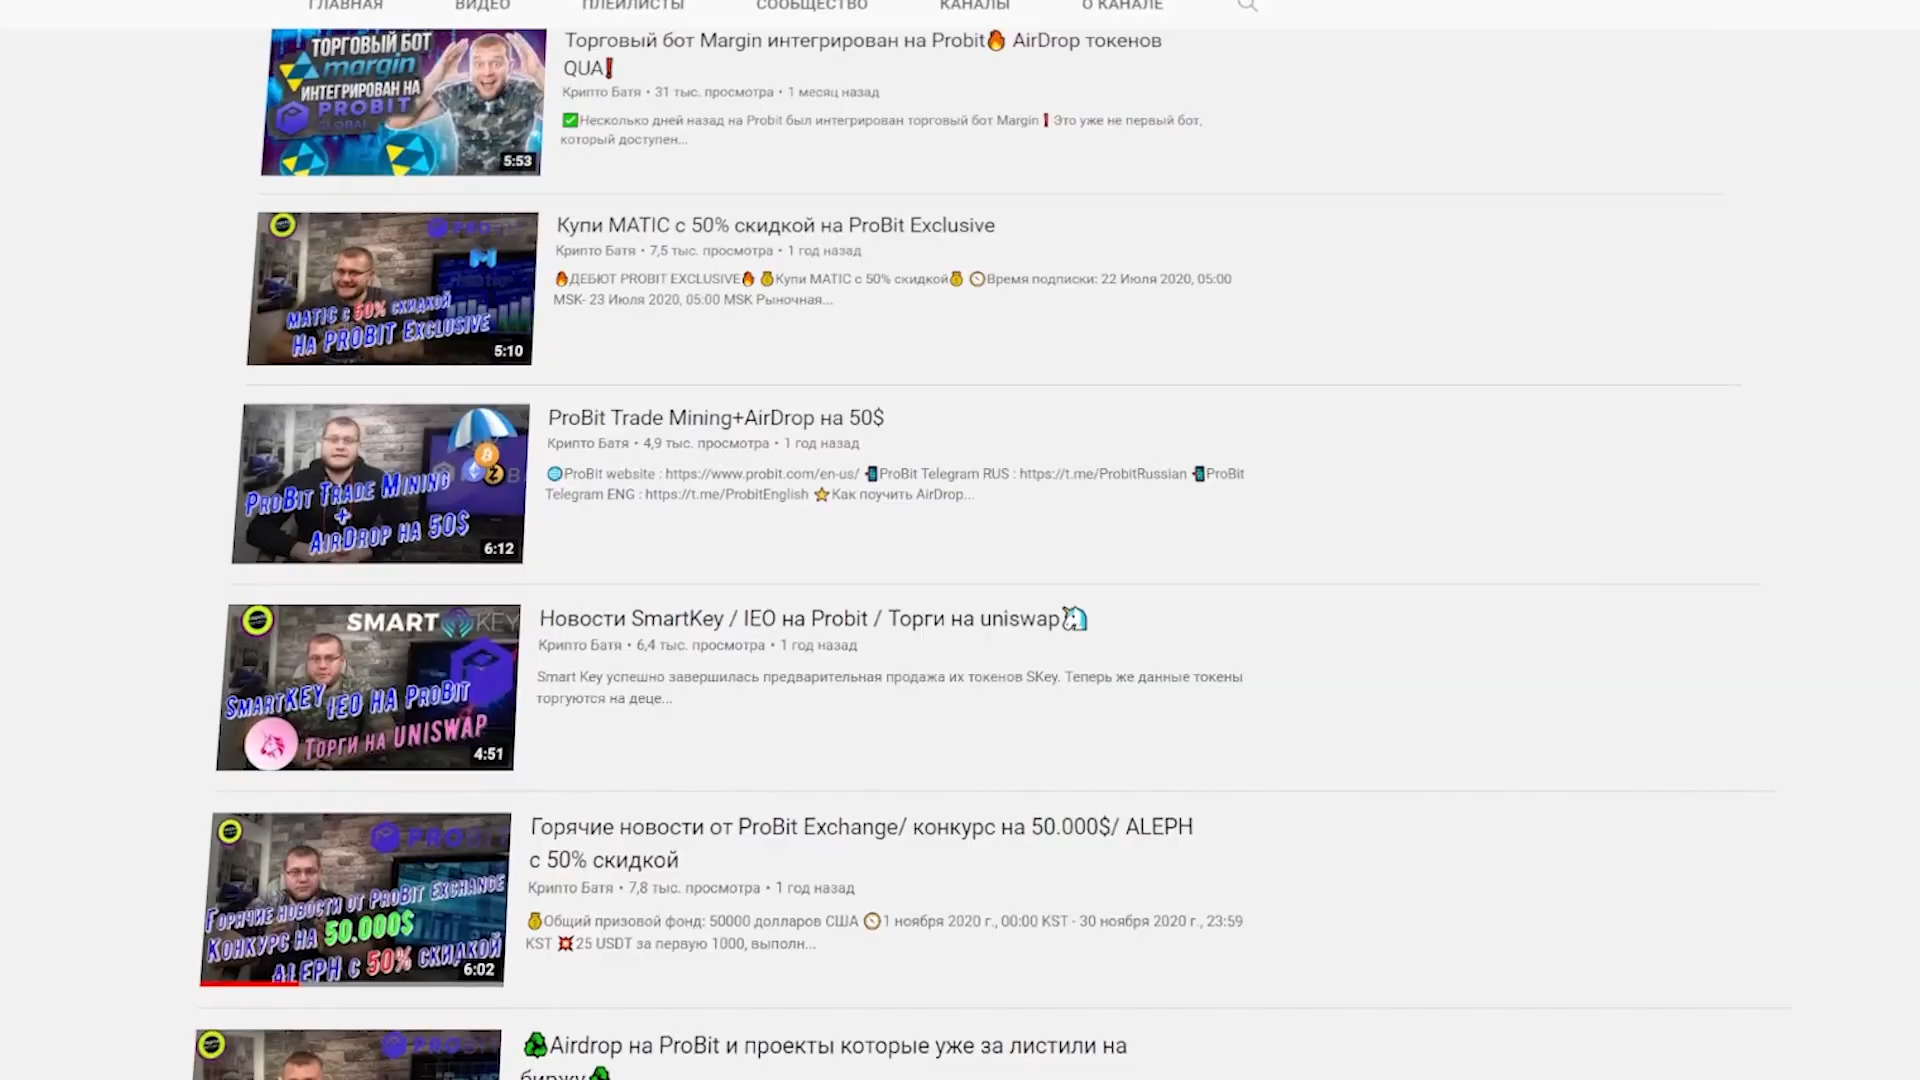 ГЛАВНАЯ ВИДЕО ПЛЕЙЛИСТЫ СООБЩЕСТВО КАНАЛЫ О КАНАЛЕ
ТОРГОВЫЙ БОТ
margin
ИНТЕГРИРОВАН НА
PROBIT
GLOBAL
5:53
Торговый бот Margin интегрирован на Probit🔥 AirDrop токенов
QUA❗
Крипто Батя • 31 тыс. просмотра • 1 месяц назад
✅Несколько дней назад на Probit был интегрирован торговый бот Margin❗Это уже не первый бот,
который доступен...
MATIC с 50% скидкой
На PROBIT Exclusive
5:10
Купи MATIC с 50% скидкой на ProBit Exclusive
Крипто Батя • 7,5 тыс. просмотра • 1 год назад
🔥ДЕБЮТ PROBIT EXCLUSIVE🔥 💰Купи MATIC с 50% скидкой💰 🕓Время подписки: 22 Июля 2020, 05:00
MSK- 23 Июля 2020, 05:00 MSK Рыночная...
ProBit Trade Mining
+
AirDrop на 50$
6:12
ProBit Trade Mining+AirDrop на 50$
Крипто Батя • 4,9 тыс. просмотра • 1 год назад
🌐ProBit website : https://www.probit.com/en-us/ 📲ProBit Telegram RUS : https://t.me/ProbitRussian 📲ProBit
Telegram ENG : https://t.me/ProbitEnglish ⭐Как поучить AirDrop...
SMART KEY
SmartKEY IEO на ProBit
Торги на UNISWAP
4:51
Новости SmartKey / IEO на Probit / Торги на uniswap🦄
Крипто Батя • 6,4 тыс. просмотра • 1 год назад
Smart Key успешно завершилась предварительная продажа их токенов SKey. Теперь же данные токены
торгуются на деце...
Горячие новости от ProBit Exchange
Конкурс на 50.000$
ALEPH с 50% скидкой
6:02
Горячие новости от ProBit Exchange/ конкурс на 50.000$/ ALEPH
с 50% скидкой
Крипто Батя • 7,8 тыс. просмотра • 1 год назад
💰Общий призовой фонд: 50000 долларов США 🕓1 ноября 2020 г., 00:00 KST - 30 ноября 2020 г., 23:59
KST 💥25 USDT за первую 1000, выполн...
♻Airdrop на ProBit и проекты которые уже за листили на
биржу♻